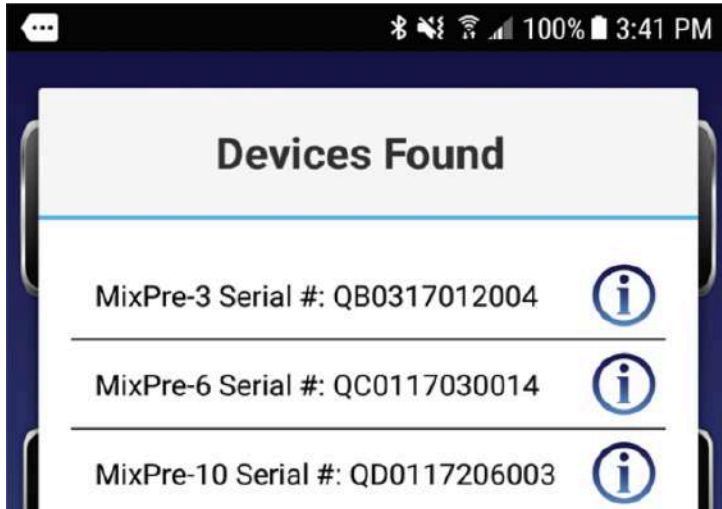 100% 3:41 PM
Devices Found
MixPre-3 Serial #: QB0317012004
MixPre-6 Serial #: QC0117030014
MixPre-10 Serial #: QD0117206003